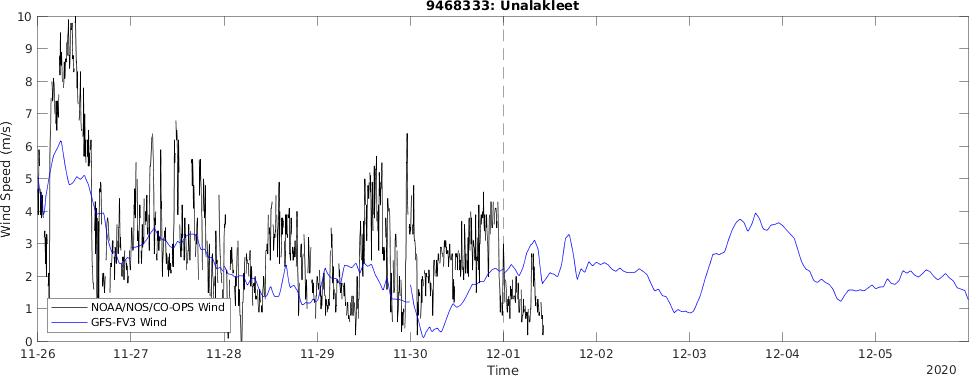 9468333: Unalakleet
10
9
8
7
6
5
4
3
2
1
0
Wind Speed (m/s)
NOAA/NOS/CO-OPS Wind
GFS-FV3 Wind
11-26 11-27 11-28 11-29 11-30 12-01 12-02 12-03 12-04 12-05
Time
2020